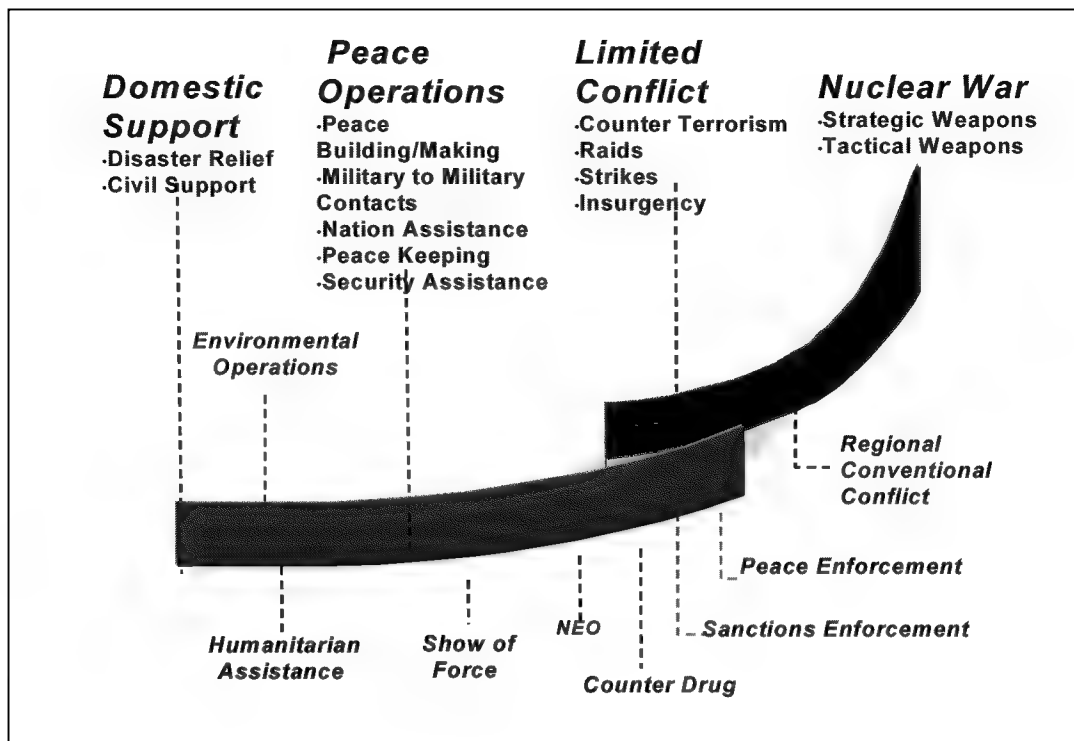 Domestic
Support
·Disaster Relief
·Civil Support
Peace
Operations
·Peace
Building/Making
·Military to Military
Contacts
·Nation Assistance
·Peace Keeping
·Security Assistance
Limited
Conflict
·Counter Terrorism
·Raids
·Strikes
·Insurgency
Nuclear War
·Strategic Weapons
·Tactical Weapons
Environmental
Operations
Regional
Conventional
Conflict
Peace Enforcement
Humanitarian
Assistance
Show of
Force
NEO
Sanctions Enforcement
Counter Drug